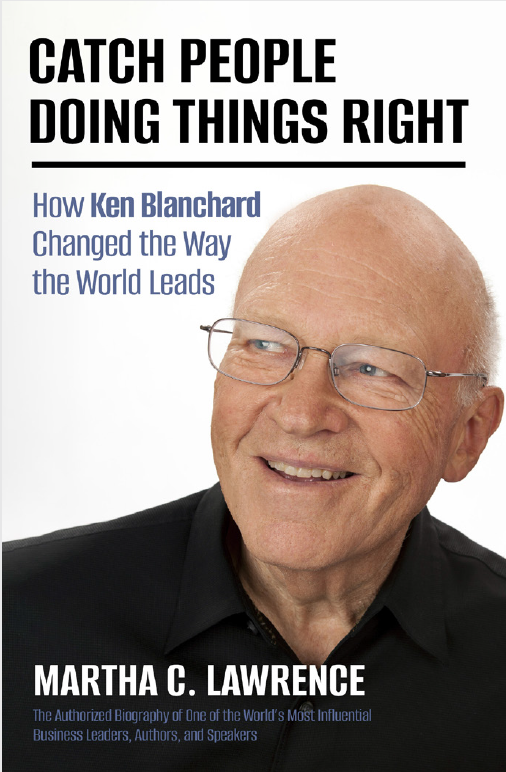 CATCH PEOPLE
DOING THINGS RIGHT
How Ken Blanchard
Changed the Way
the World Leads
MARTHA C. LAWRENCE
The Authorized Biography of One of the World's Most Influential
Business Leaders, Authors, and Speakers